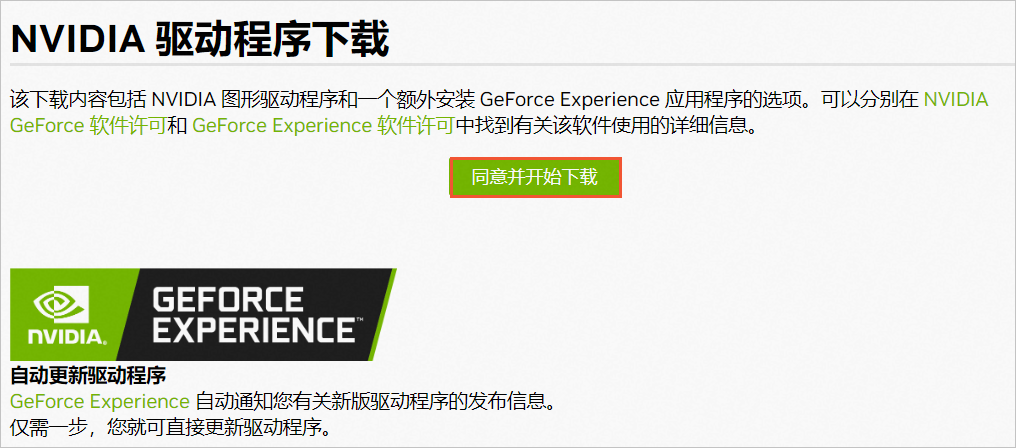 NVIDIA 驱动程序下载
该下载内容包括 NVIDIA 图形驱动程序和一个额外安装 GeForce Experience 应用程序的选项。可以分别在 NVIDIA
GeForce 软件许可和 GeForce Experience 软件许可中找到有关该软件使用的详细信息。
同意并开始下载
GEFORCE
EXPERIENCE™
NVIDIA.
自动更新驱动程序
GeForce Experience 自动通知您有关新版驱动程序的发布信息。
仅需一步，您就可直接更新驱动程序。